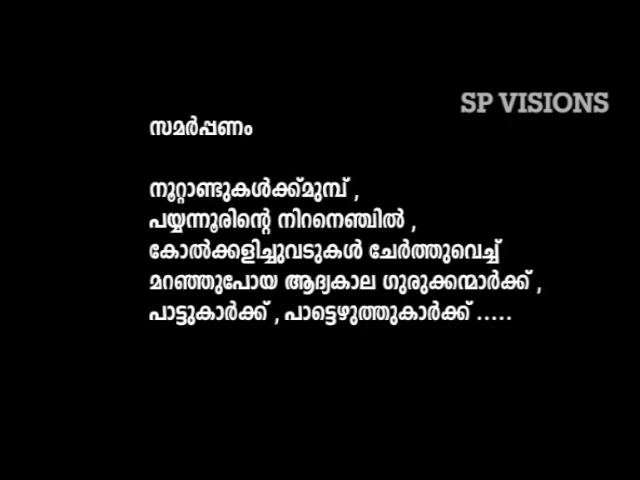 SP VISIONS
സമർപ്പണം
നൂറ്റാണ്ടുകൾക്ക്മുമ്പ് ,
പയ്യന്നൂരിന്റെ നിറനെഞ്ചിൽ ,
കോൽക്കളിച്ചുവടുകൾ ചേർത്തുവെച്ച്
മറഞ്ഞുപോയ ആദ്യകാല ഗുരുക്കന്മാർക്ക് ,
പാട്ടുകാർക്ക് , പാട്ടെഴുത്തുകാർക്ക് .....